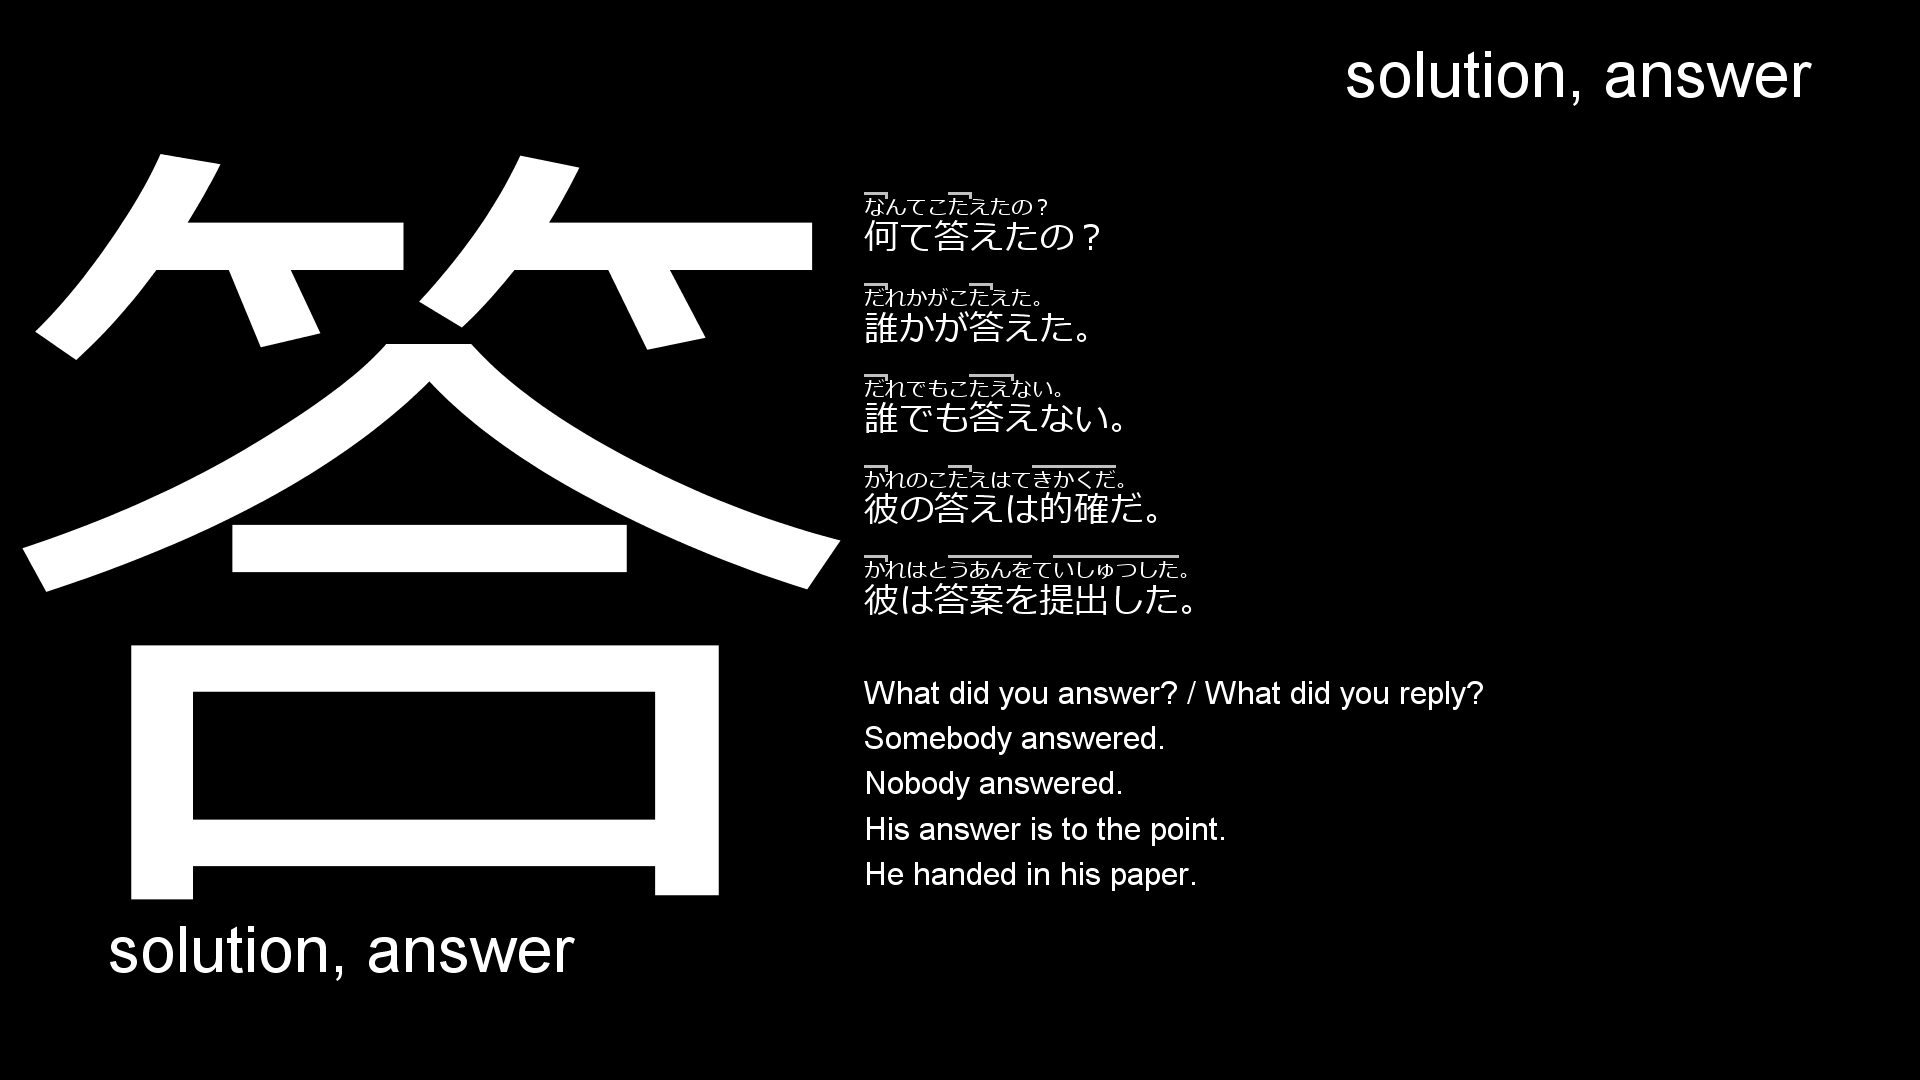 solution, answer
答
なんてこたえたの？
何て答えたの？
だれかがこたえた。
誰かが答えた。
だれでもこたえない。
誰でも答えない。
かれのこたえはてきかくだ。
彼の答えは的確だ。
かれはとうあんをていしゅつした。
彼は答案を提出した。
What did you answer? / What did you reply?
Somebody answered.
Nobody answered.
His answer is to the point.
He handed in his paper.
solution, answer